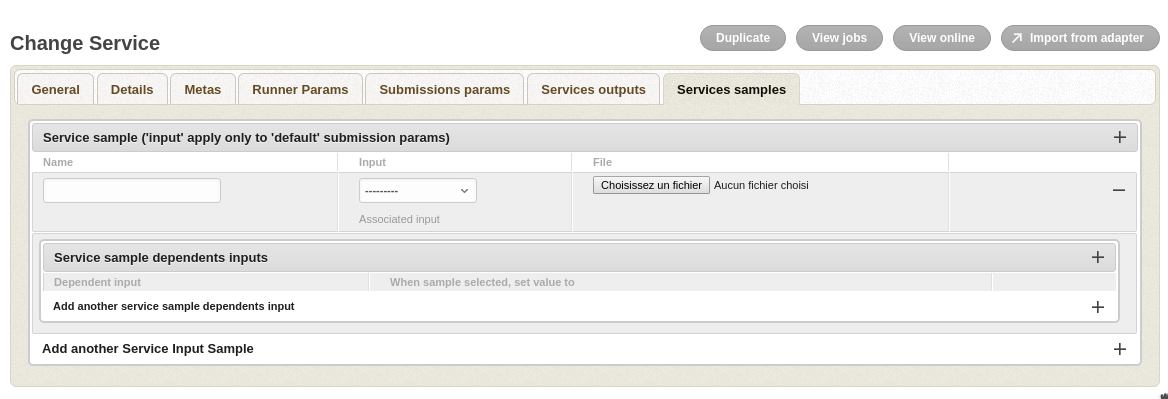 Change Service
Duplicate View jobs View online Import from adapter
General Details Metas Runner Params Submissions params Services outputs Services samples
Service sample ('input' apply only to 'default' submission params)
Name Input File
--------- Choisissez un fichier Aucun fichier choisi
Associated input
Service sample dependents inputs
Dependent input When sample selected, set value to
Add another service sample dependents input
Add another Service Input Sample